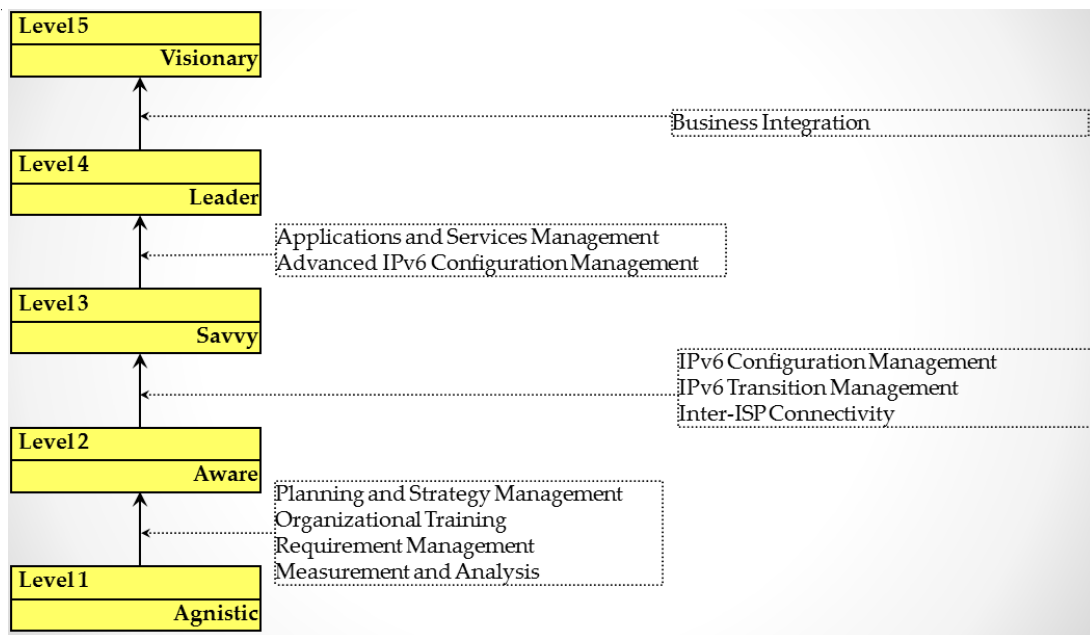 Level 5
Visionary
Business Integration
Level 4
Leader
Applications and Services Management
Advanced IPv6 Configuration Management
Level 3
Savvy
IPv6 Configuration Management
IPv6 Transition Management
Inter-ISP Connectivity
Level 2
Aware
Planning and Strategy Management
Organizational Training
Requirement Management
Measurement and Analysis
Level 1
Agnistic